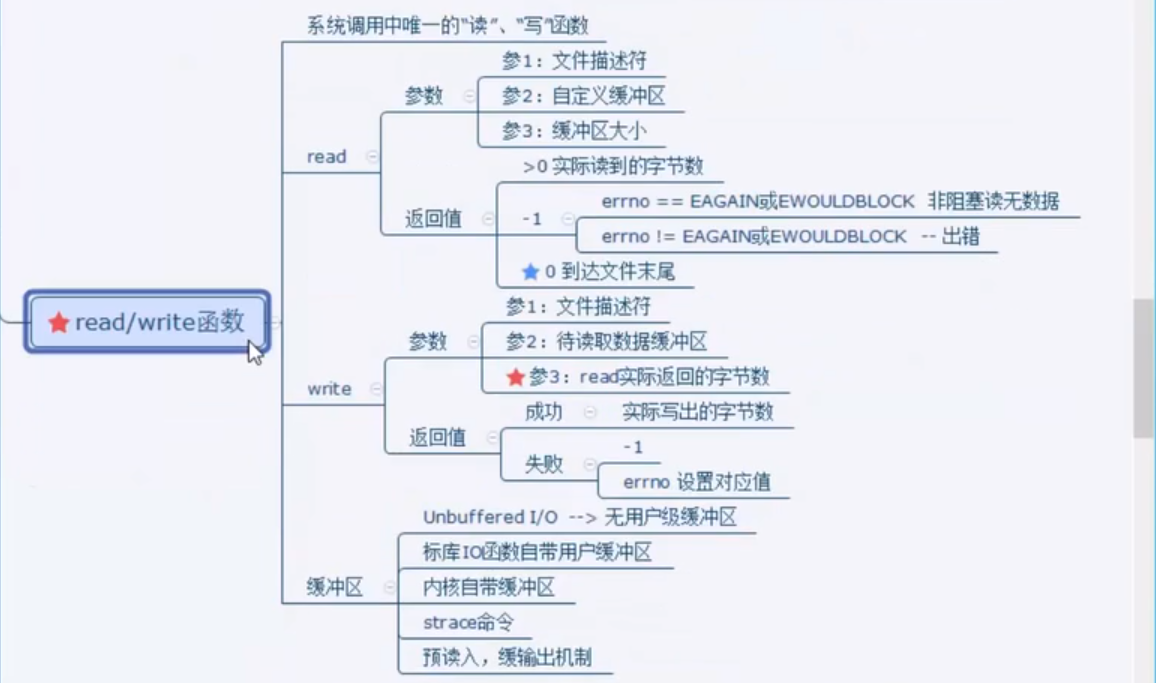 系统调用中唯一的“读”、“写”函数
参1：文件描述符
参数
参2：自定义缓冲区
参3：缓冲区大小
read
>0 实际读到的字节数
errno == EAGAIN或EWOULDBLOCK 非阻塞读无数据
返回值
-1
errno != EAGAIN或EWOULDBLOCK -- 出错
0 到达文件末尾
read/write函数
参1：文件描述符
参数
参2：待读取数据缓冲区
参3：read实际返回的字节数
write
成功
实际写出的字节数
返回值
-1
失败
errno 设置对应值
Unbuffered I/O --> 无用户级缓冲区
标库IO函数自带用户缓冲区
缓冲区
内核自带缓冲区
strace命令
预读入，缓输出机制